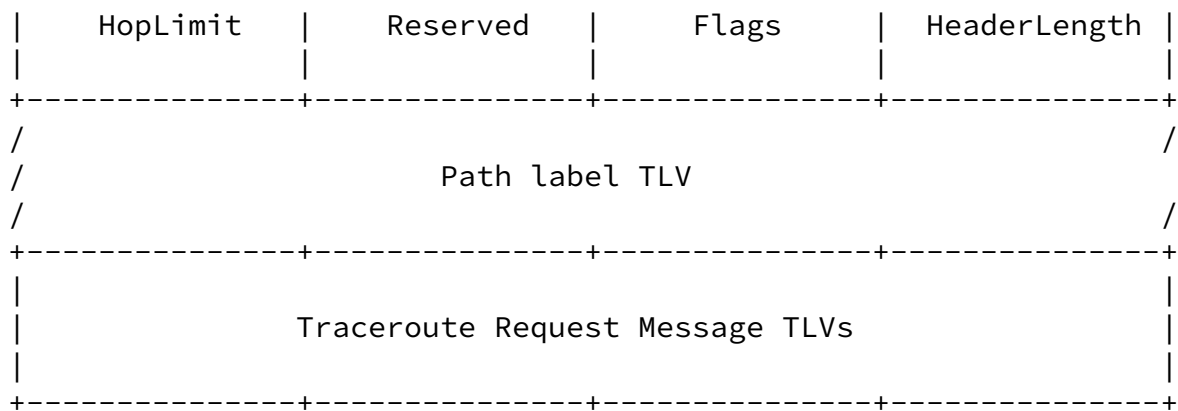 HopLimit Reserved Flags HeaderLength
Path label TLV
Traceroute Request Message TLVs